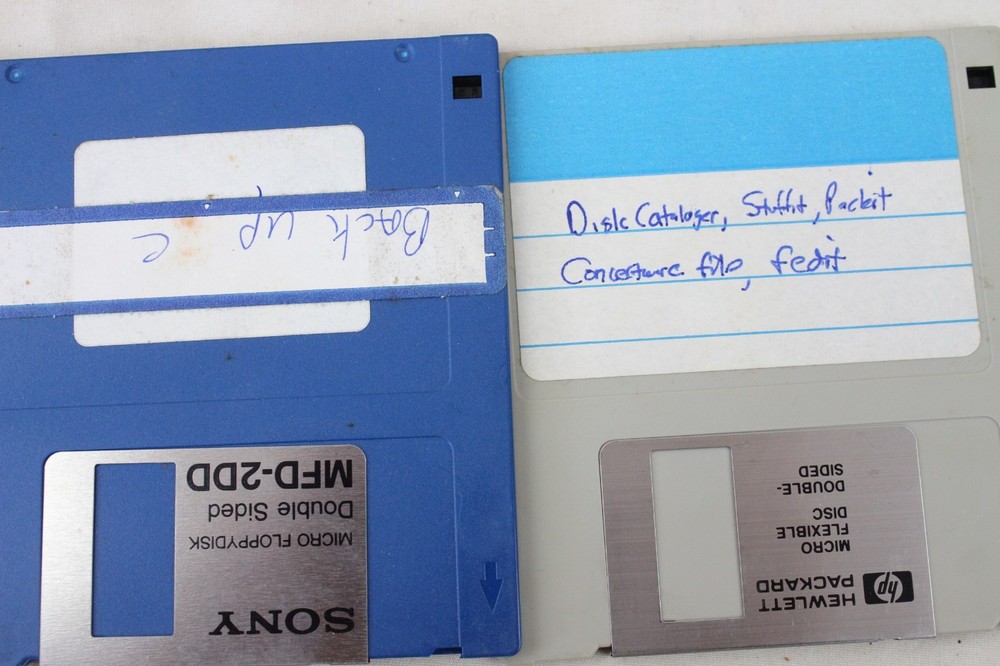 BACK UP C
MFD-2DD
Double Sided
MICRO FLOPPYDISK
SONY
Disk Cataloger, Stuffit, Packit
Concertware files, fedit
HEWLETT
PACKARD
hp
MICRO
FLEXIBLE
DISC
DOUBLE-
SIDED